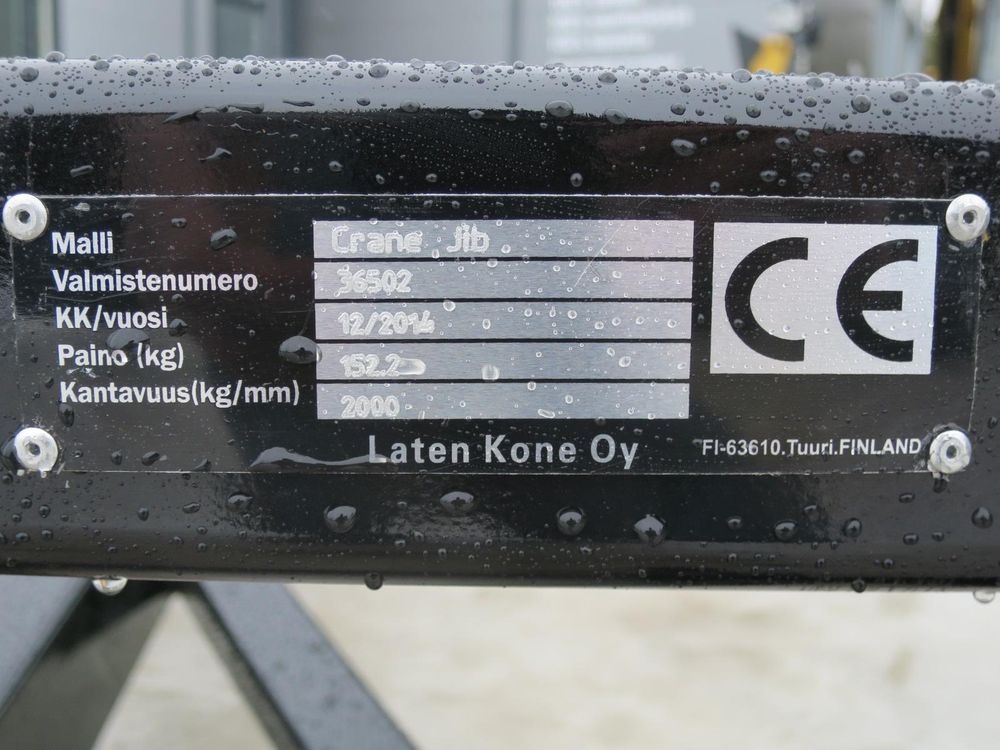 Malli Crane Jib
Valmistenumero 36502
KK/vuosi 12/2014
Paino (kg) 152.2
Kantavuus(kg/mm) 2000
CE
Laten Kone Oy FI-63610.Tuuri.FINLAND